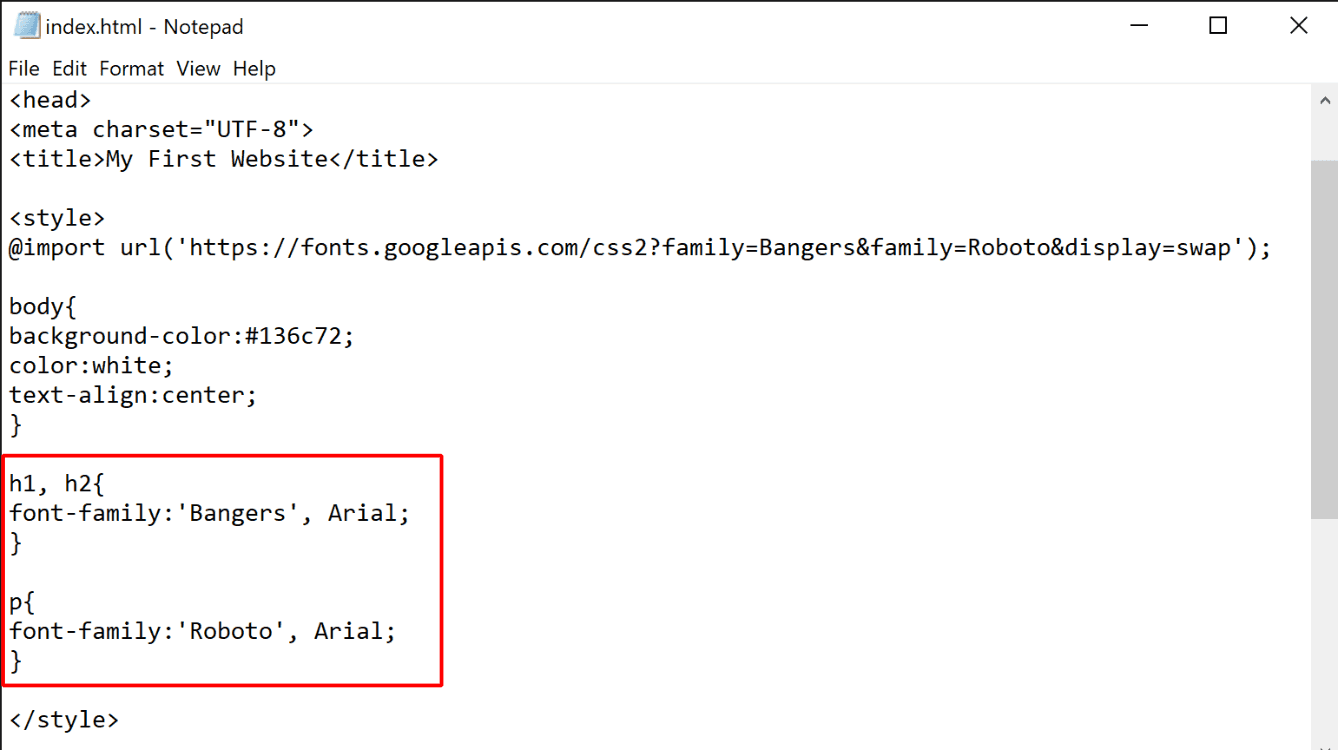 index.html - Notepad
File Edit Format View Help
<head>
<meta charset="UTF-8">
<title>My First Website</title>
<style>
@import url('https://fonts.googleapis.com/css2?family=Bangers&family=Roboto&display=swap');
body{
background-color:#136c72;
color:white;
text-align:center;
}
h1, h2{
font-family:'Bangers', Arial;
}
p{
font-family:'Roboto', Arial;
}
</style>